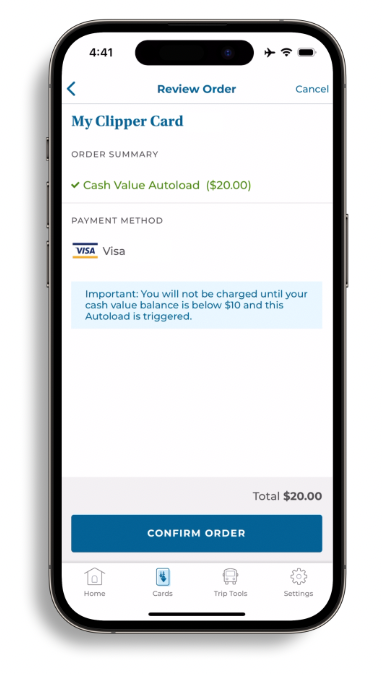 4:41
Review Order
Cancel
My Clipper Card
ORDER SUMMARY
✓ Cash Value Autoload ($20.00)
PAYMENT METHOD
VISA Visa
Important: You will not be charged until your
cash value balance is below $10 and this
Autoload is triggered.
Total $20.00
CONFIRM ORDER
Home Cards Trip Tools Settings